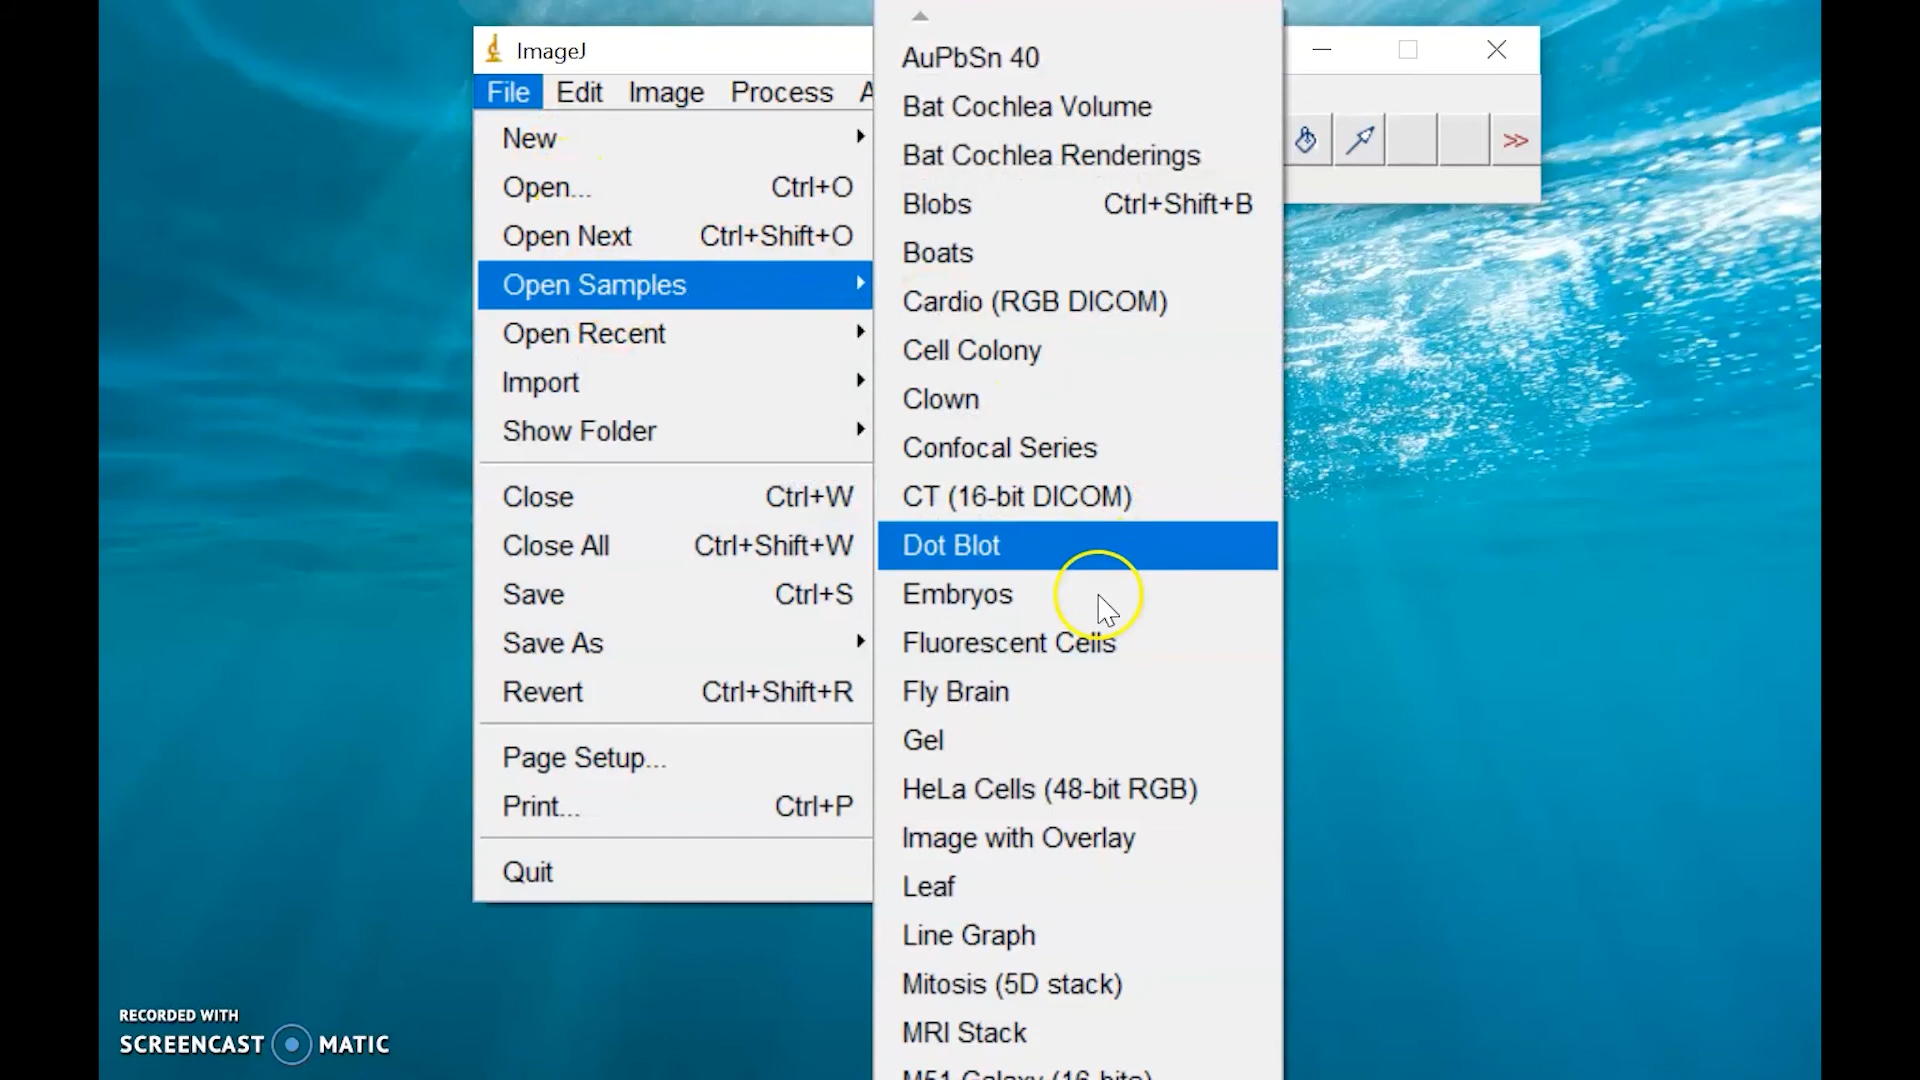 ImageJ
File Edit Image Process A
New
Open... Ctrl+O
Open Next Ctrl+Shift+O
Open Samples
Open Recent
Import
Show Folder
Close Ctrl+W
Close All Ctrl+Shift+W
Save Ctrl+S
Save As
Revert Ctrl+Shift+R
Page Setup...
Print... Ctrl+P
Quit
AuPbSn 40
Bat Cochlea Volume
Bat Cochlea Renderings
Blobs Ctrl+Shift+B
Boats
Cardio (RGB DICOM)
Cell Colony
Clown
Confocal Series
CT (16-bit DICOM)
Dot Blot
Embryos
Fluorescent Cells
Fly Brain
Gel
HeLa Cells (48-bit RGB)
Image with Overlay
Leaf
Line Graph
Mitosis (5D stack)
MRI Stack
M51 Galaxy (16-bits)
>>
RECORDED WITH
SCREENCAST MATIC